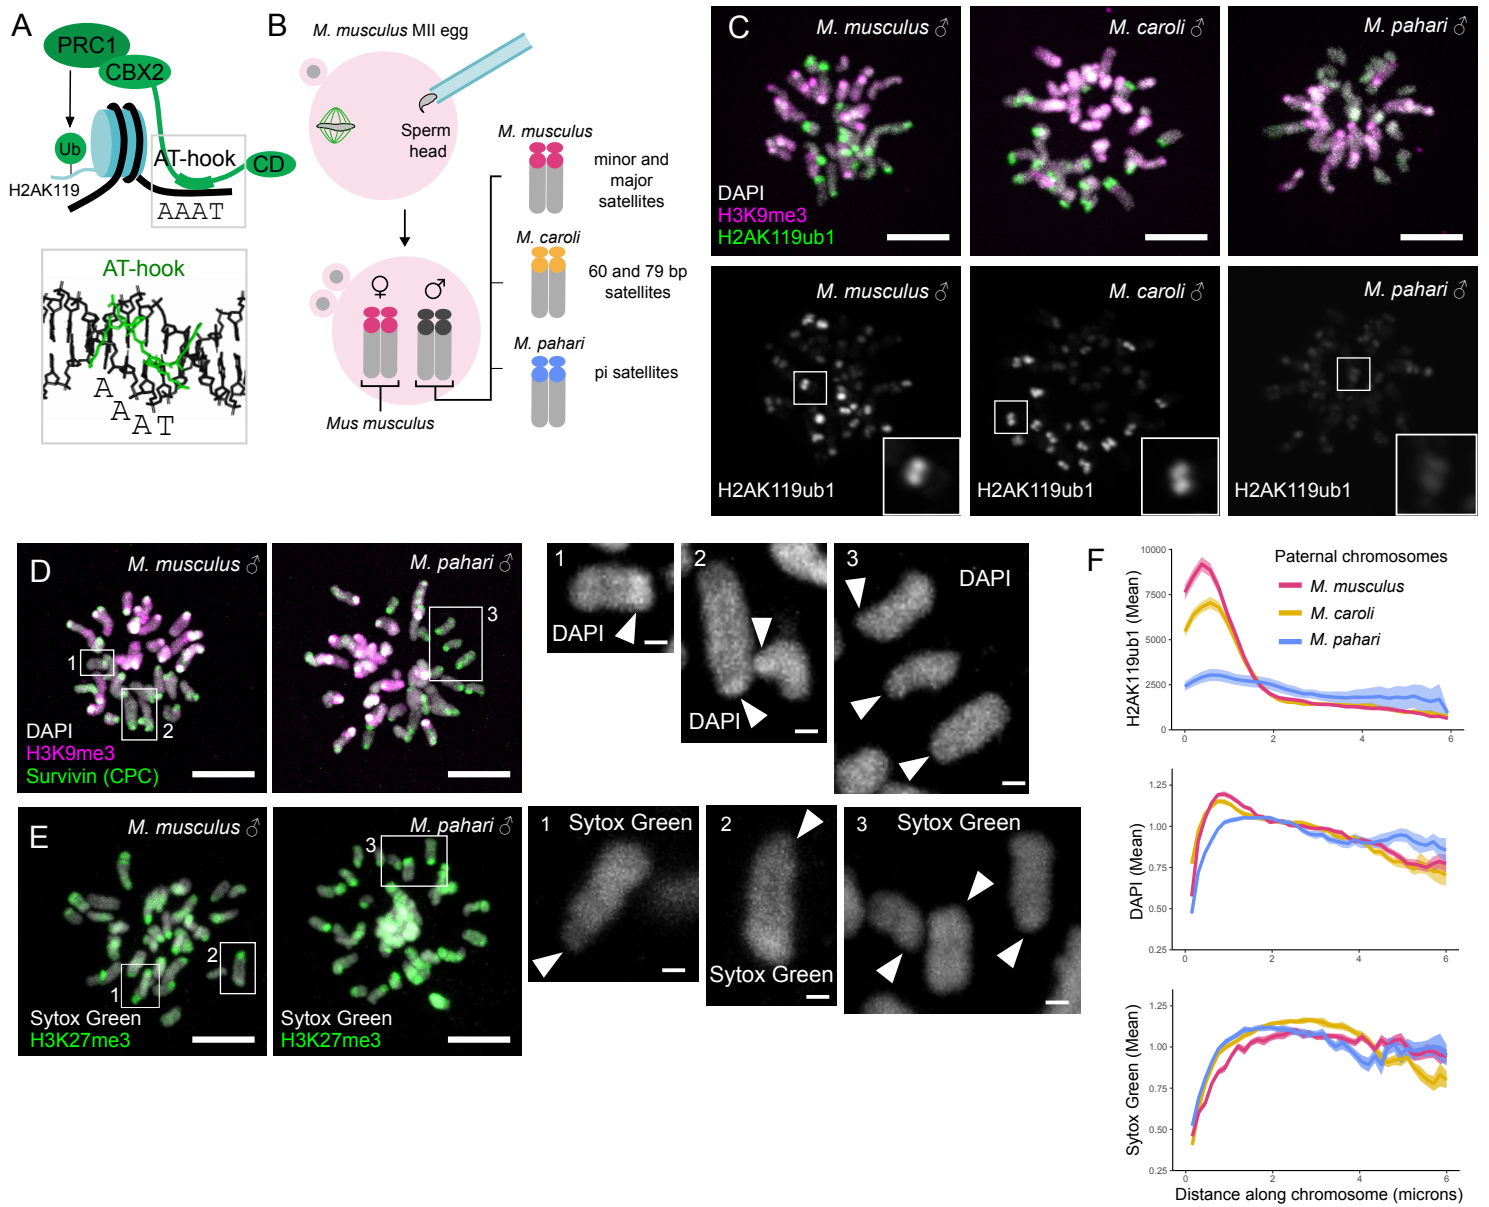 A
PRC1
CBX2
Ub
H2AK119
AT-hook
CD
AAAT
AT-hook
A
A
A
T
B
M. musculus MII egg
Sperm
head
♀
♂
Mus musculus
M. musculus
minor and
major
satellites
M. caroli
60 and 79 bp
satellites
M. pahari
pi satellites
C
M. musculus ♂
DAPI
H3K9me3
H2AK119ub1
M. caroli ♂
M. pahari ♂
M. musculus ♂
H2AK119ub1
M. caroli ♂
H2AK119ub1
M. pahari ♂
H2AK119ub1
D
M. musculus ♂
1
2
DAPI
H3K9me3
Survivin (CPC)
M. pahari ♂
3
1
DAPI
2
DAPI
3
DAPI
E
M. musculus ♂
2
1
Sytox Green
H3K27me3
M. pahari ♂
3
Sytox Green
H3K27me3
1 Sytox Green
2
Sytox Green
3 Sytox Green
F
H2AK119ub1 (Mean)
10000
7500
5000
2500
0
0 2 4 6
Paternal chromosomes
M. musculus
M. caroli
M. pahari
DAPI (Mean)
1.25
1.00
0.75
0.50
0.25
0 2 4 6
Sytox Green (Mean)
1.25
1.00
0.75
0.50
0.25
0 2 4 6
Distance along chromosome (microns)